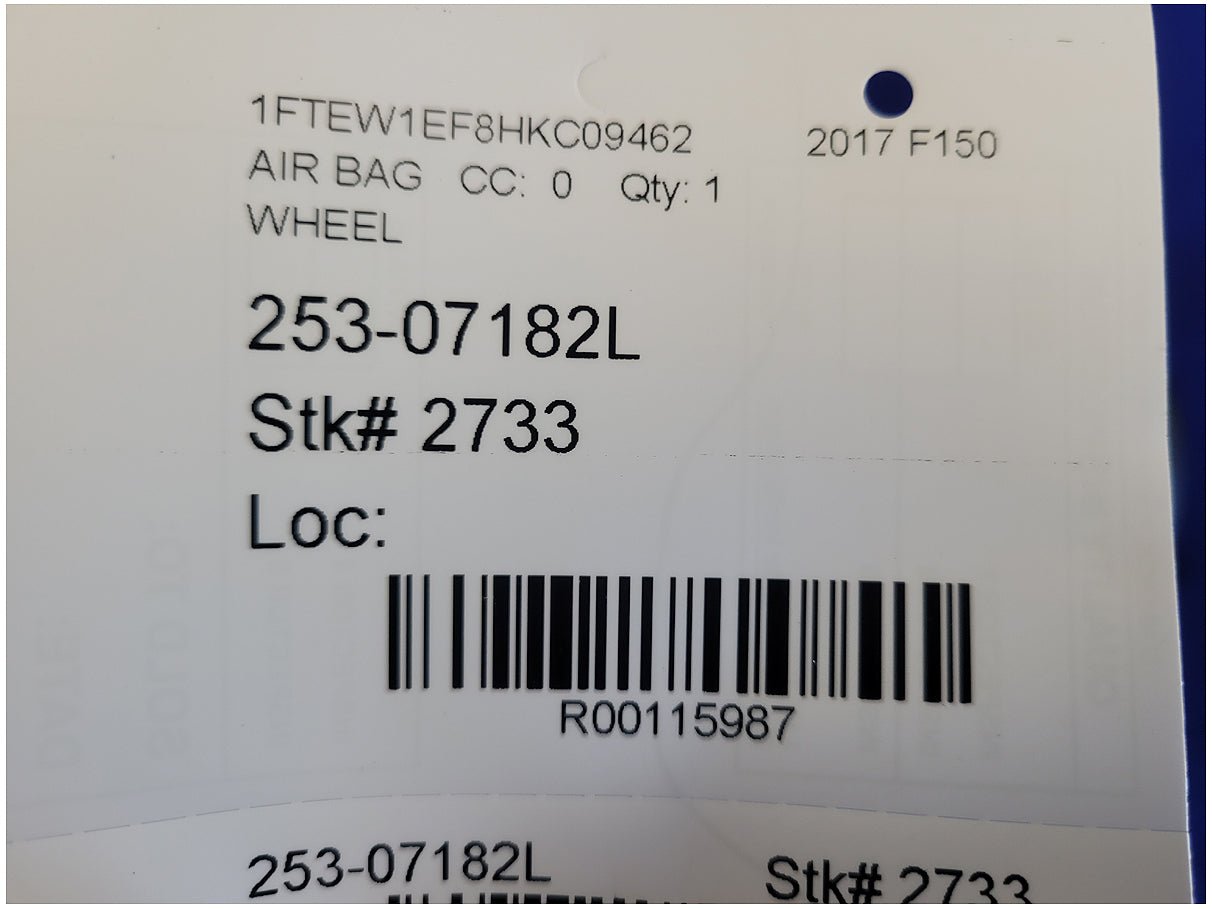 1FTEW1EF8HKC09462 2017 F150
AIR BAG CC: 0 Qty: 1
WHEEL
253-07182L
Stk# 2733
Loc:
R00115987
253-07182L Stk# 2733